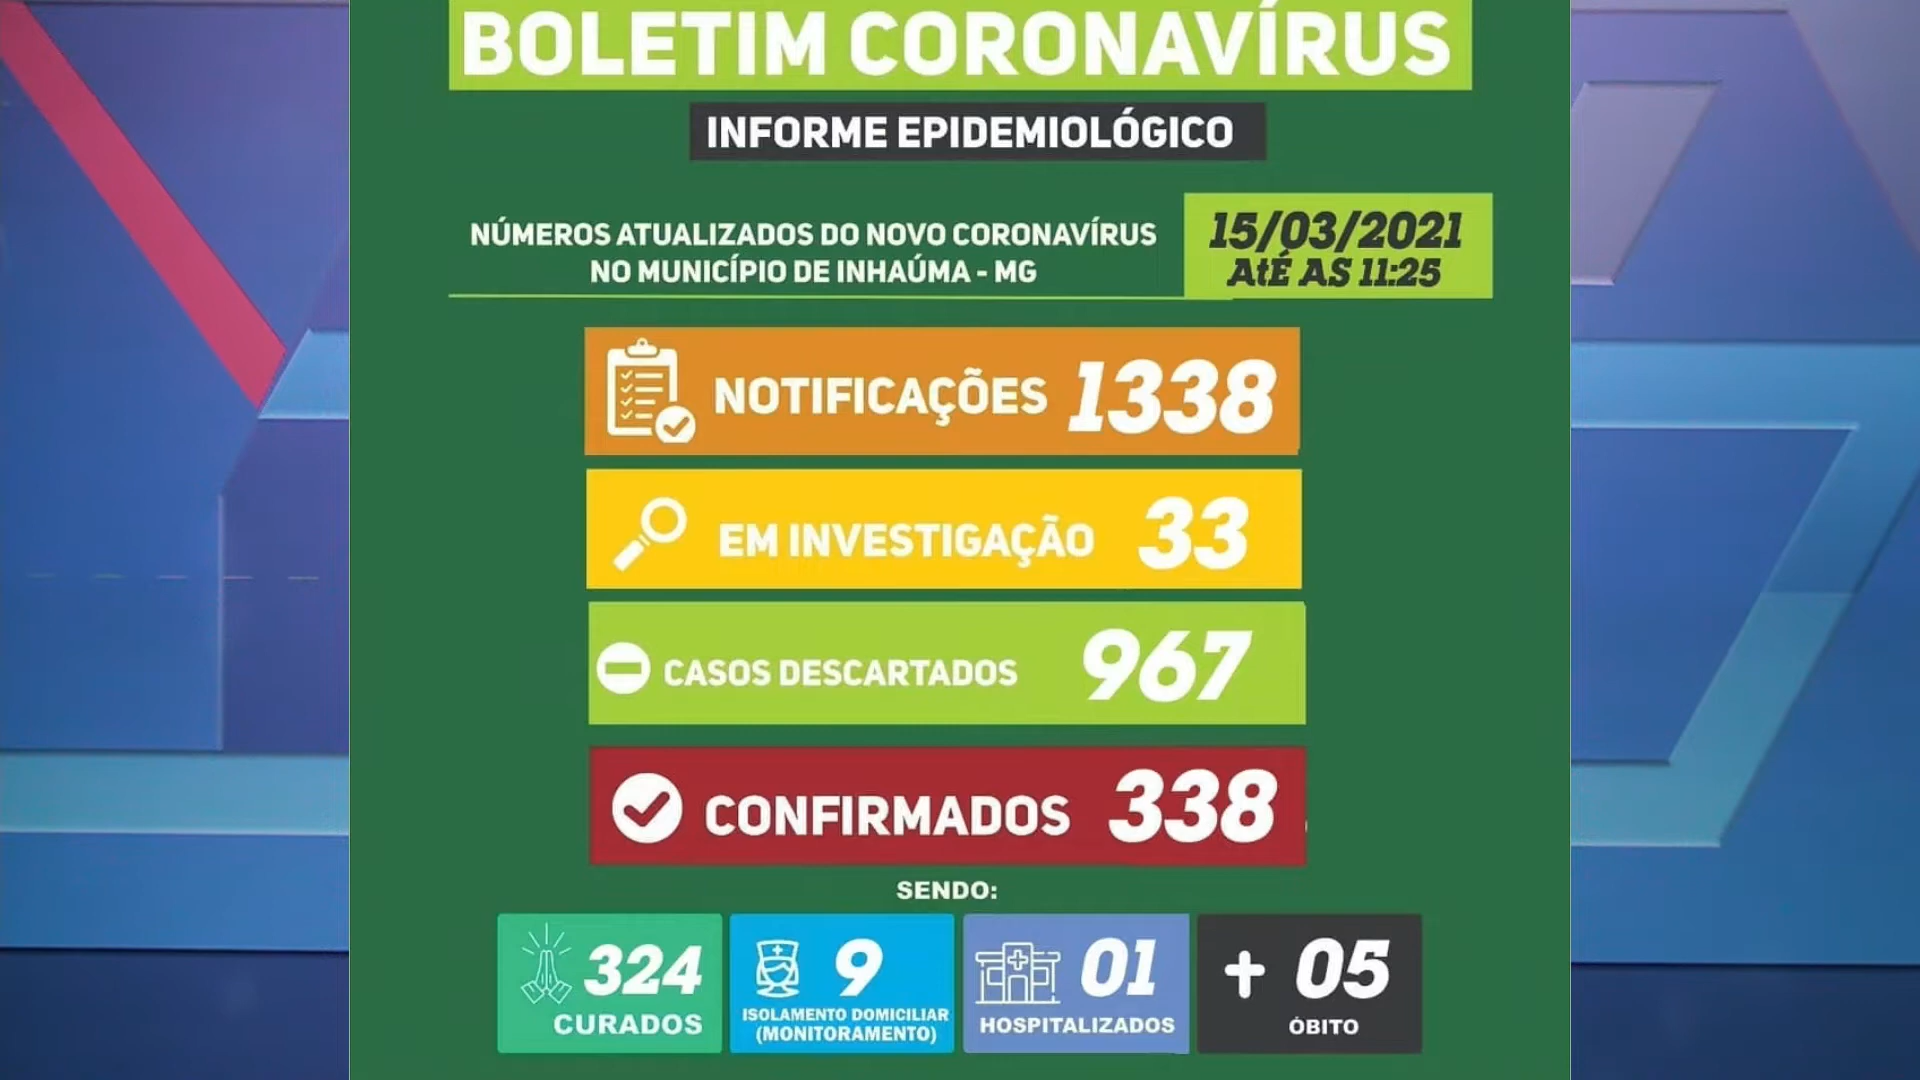 BOLETIM CORONAVÍRUS
INFORME EPIDEMIOLÓGICO
NÚMEROS ATUALIZADOS DO NOVO CORONAVÍRUS
NO MUNICÍPIO DE INHAÚMA - MG
15/03/2021
AtÉ AS 11:25
NOTIFICAÇÕES 1338
EM INVESTIGAÇÃO 33
CASOS DESCARTADOS 967
CONFIRMADOS 338
SENDO:
324
CURADOS
9
ISOLAMENTO DOMICILIAR
(MONITORAMENTO)
01
HOSPITALIZADOS
05
ÓBITO